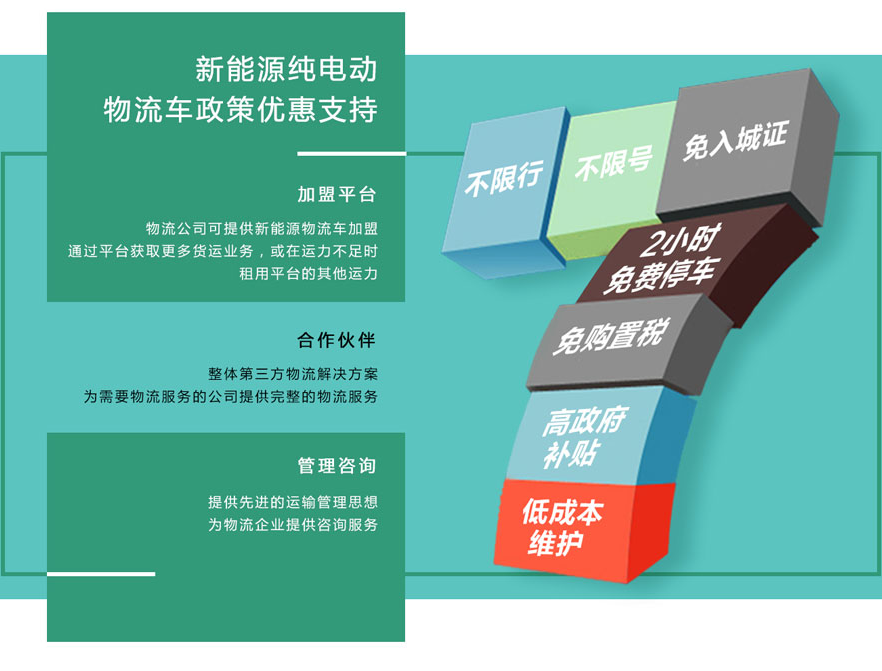 新能源纯电动
物流车政策优惠支持
加盟平台
物流公司可提供新能源物流车加盟
通过平台获取更多货运业务，或在运力不足时
租用平台的其他运力
合作伙伴
整体第三方物流解决方案
为需要物流服务的公司提供完整的物流服务
管理咨询
提供先进的运输管理思想
为物流企业提供咨询服务
不限行
不限号
免入城证
2小时
免费停车
免购置税
高政府
补贴
低成本
维护